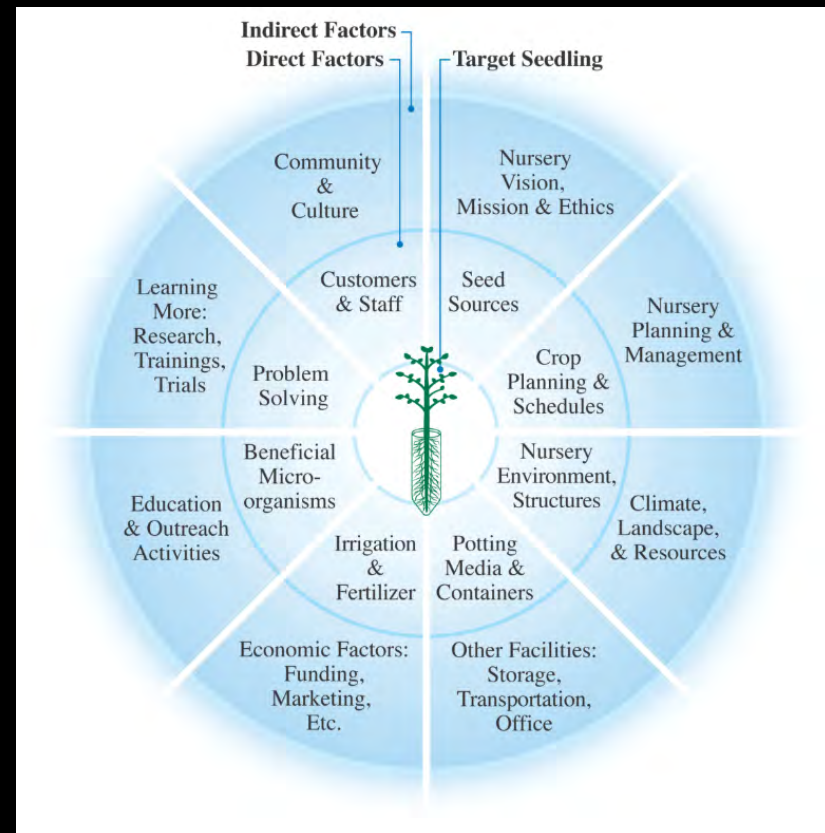 Indirect Factors
Direct Factors
Target Seedling
Community
&
Culture
Nursery
Vision,
Mission & Ethics
Learning
More:
Research,
Trainings,
Trials
Customers
& Staff
Seed
Sources
Nursery
Planning &
Management
Problem
Solving
Crop
Planning &
Schedules
Beneficial
Micro-
organisms
Nursery
Environment,
Structures
Education
& Outreach
Activities
Climate,
Landscape,
& Resources
Irrigation
&
Fertilizer
Potting
Media &
Containers
Economic Factors:
Funding,
Marketing,
Etc.
Other Facilities:
Storage,
Transportation,
Office